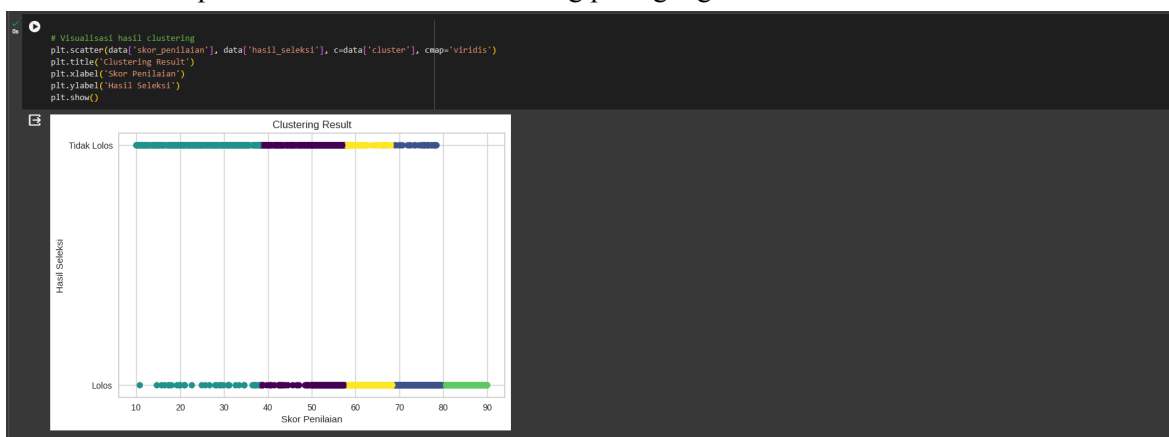 0s
# Visualisasi hasil clustering
plt.scatter(data['skor_penilaian'], data['hasil_seleksi'], c=data['cluster'], cmap='viridis')
plt.title('Clustering Result')
plt.xlabel('Skor Penilaian')
plt.ylabel('Hasil Seleksi')
plt.show()
Clustering Result
Tidak Lolos
Hasil Seleksi
Lolos
10 20 30 40 50 60 70 80 90
Skor Penilaian